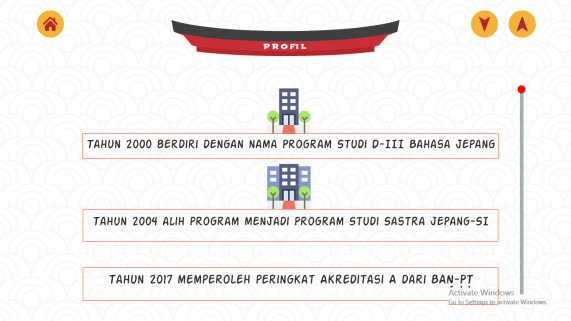 PROFIL
TAHUN 2000 BERDIRI DENGAN NAMA PROGRAM STUDI D-III BAHASA JEPANG
TAHUN 2004 ALIH PROGRAM MENJADI PROGRAM STUDI SASTRA JEPANG-SI
TAHUN 2017 MEMPEROLEH PERINGKAT AKREDITASI A DARI BAN-PT
Activate Windows
Go to Settings to activate Windows.